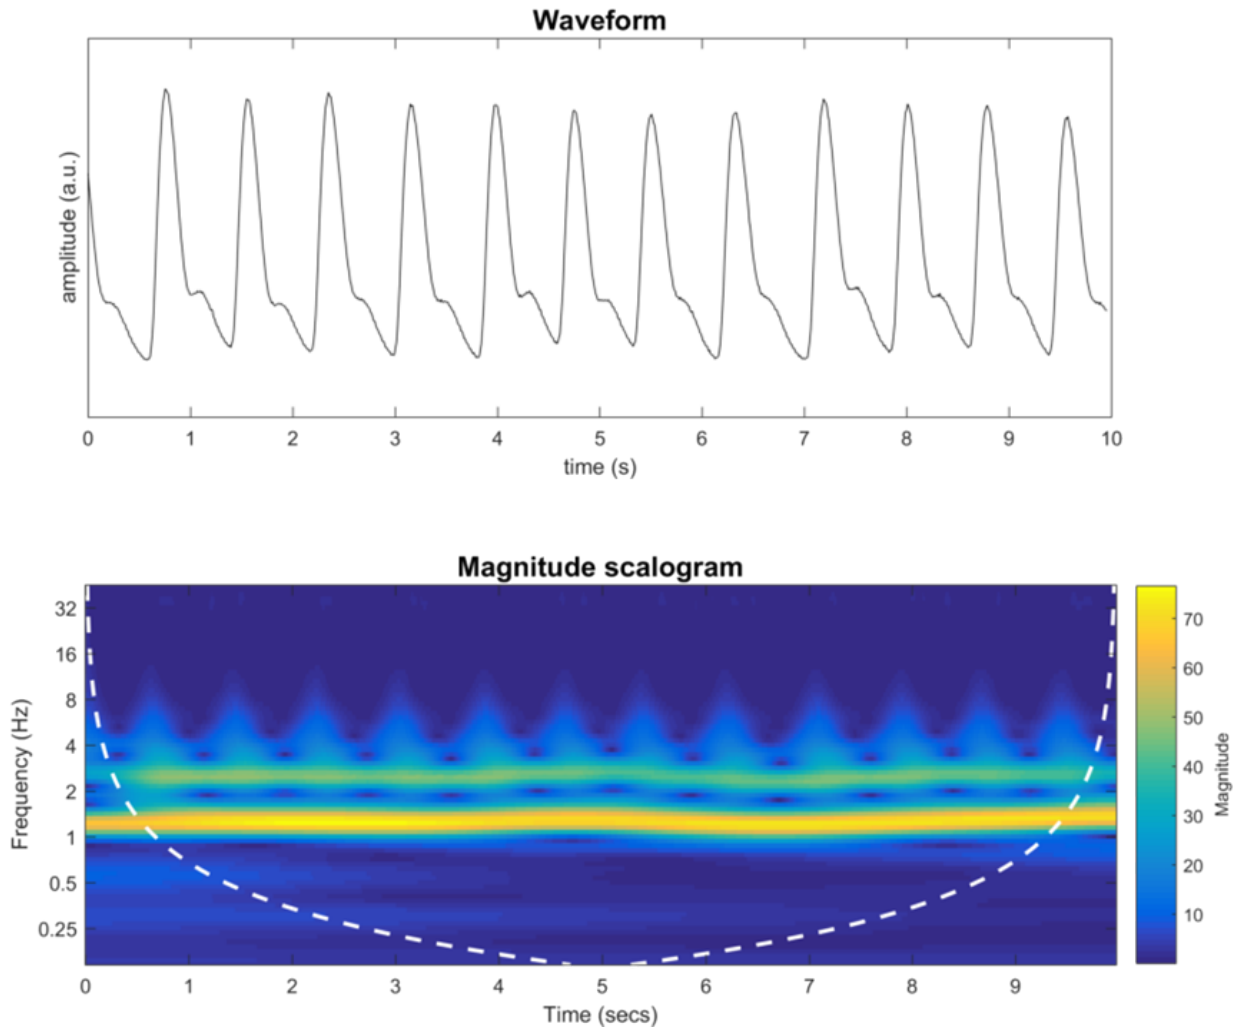 Waveform
amplitude (a.u.)
0 1 2 3 4 5 6 7 8 9 10
time (s)
Magnitude scalogram
Frequency (Hz)
32
16
8
4
2
1
0.5
0.25
0 1 2 3 4 5 6 7 8 9
Time (secs)
70
60
50
40
30
20
10
Magnitude